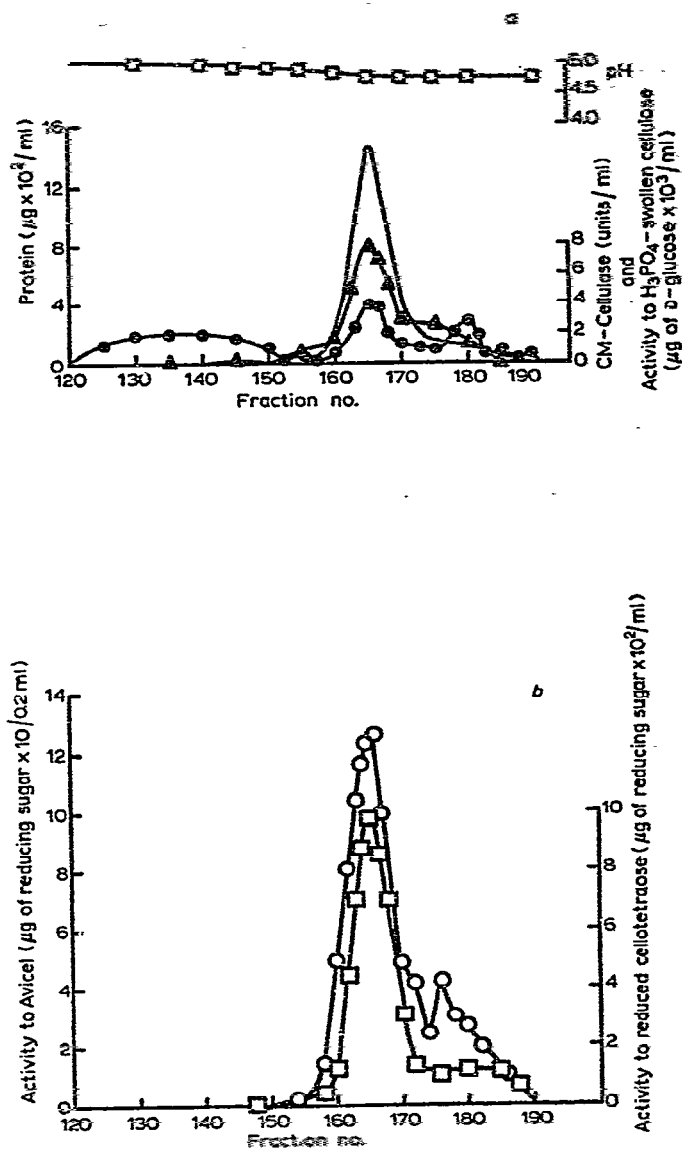 a
5.0
pH
4.5
4.0
Protein (μg x 10²/ml)
16
12
8
4
0
8
6
4
2
0
CM-Cellulase (units/ml)
and
Activity to H₃PO₄-swollen cellulose
(μg of D-glucose x 10³/ml)
120 130 140 150 160 170 180 190
Fraction no.
b
Activity to Avicel (μg of reducing sugar x 10/0.2 ml)
14
12
10
8
6
4
2
0
10
8
6
4
2
0
Activity to reduced cellotetraose (μg of reducing sugar x 10²/ml)
120 130 140 150 160 170 180 190
Fraction no.